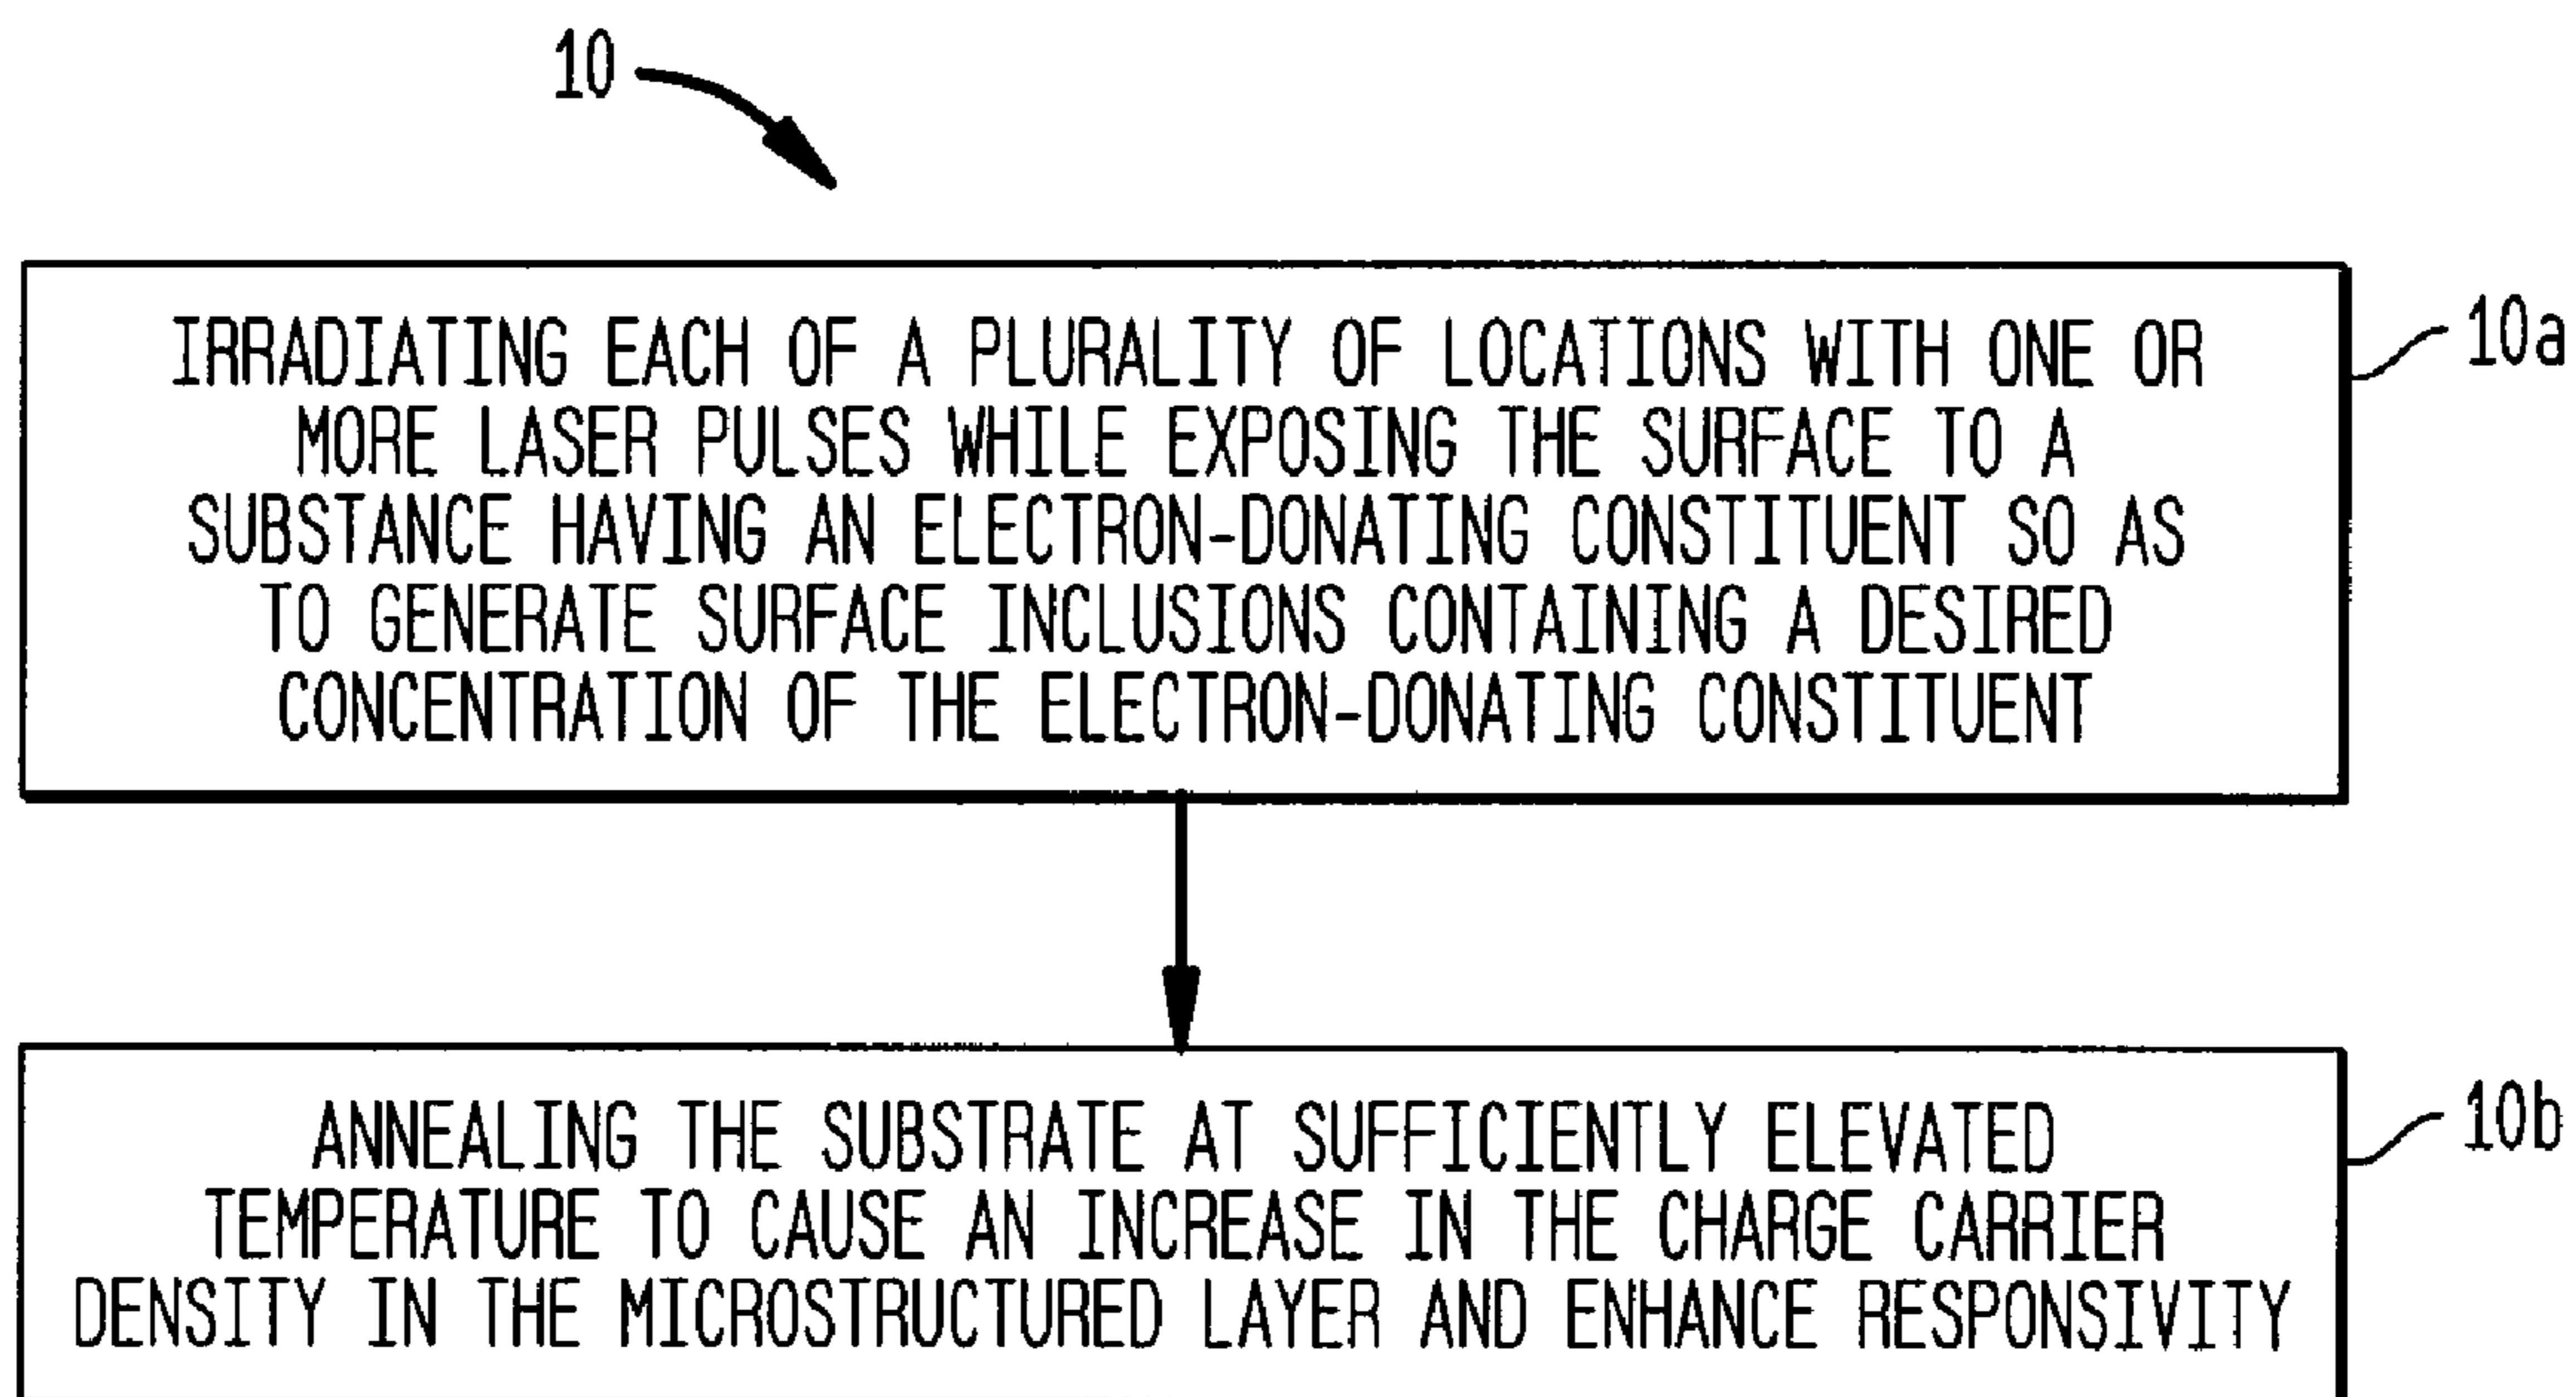 10
IRRADIATING EACH OF A PLURALITY OF LOCATIONS WITH ONE OR
MORE LASER PULSES WHILE EXPOSING THE SURFACE TO A
SUBSTANCE HAVING AN ELECTRON-DONATING CONSTITUENT SO AS
TO GENERATE SURFACE INCLUSIONS CONTAINING A DESIRED
CONCENTRATION OF THE ELECTRON-DONATING CONSTITUENT
10a
ANNEALING THE SUBSTRATE AT SUFFICIENTLY ELEVATED
TEMPERATURE TO CAUSE AN INCREASE IN THE CHARGE CARRIER
DENSITY IN THE MICROSTRUCTURED LAYER AND ENHANCE RESPONSIVITY
10b